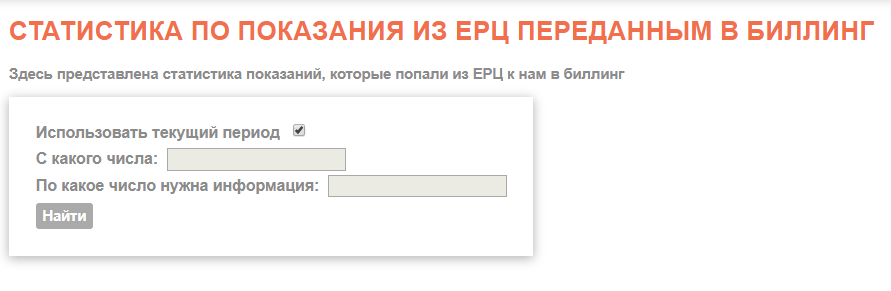 СТАТИСТИКА ПО ПОКАЗАНИЯ ИЗ ЕРЦ ПЕРЕДАННЫМ В БИЛЛИНГ
Здесь представлена статистика показаний, которые попали из ЕРЦ к нам в биллинг
Использовать текущий период
С какого числа:
По какое число нужна информация:
Найти